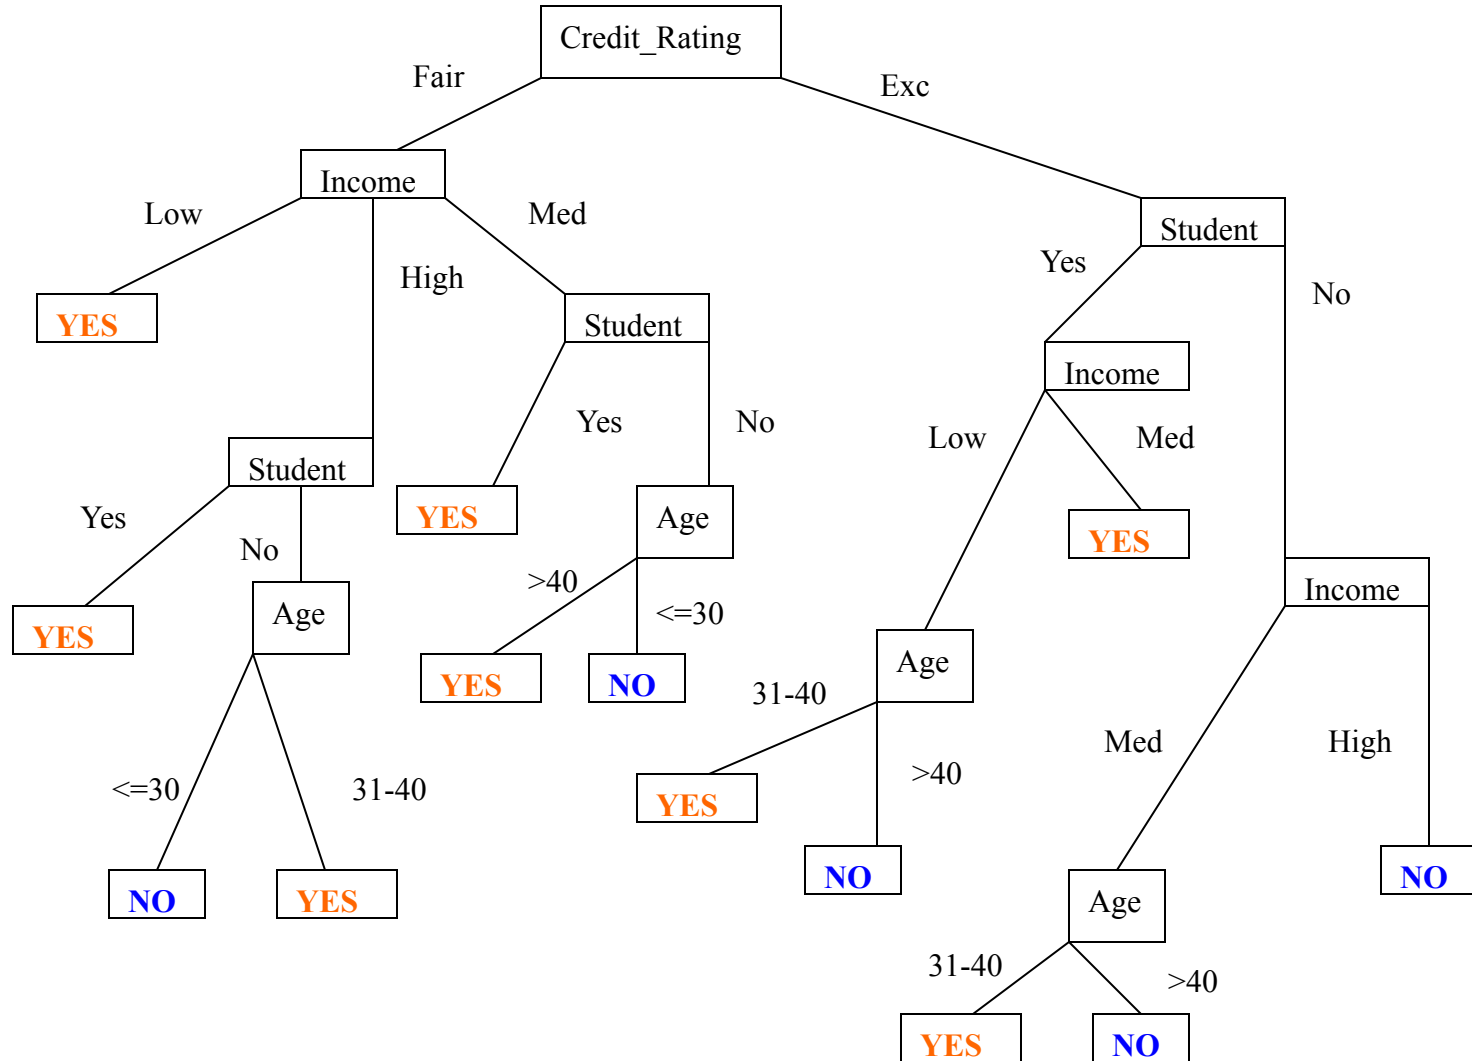 Credit_Rating
Fair
Exc
Income
Low
Med
Student
High
Yes
No
YES
Student
Income
Yes
No
Low
Med
Student
Yes
YES
Age
YES
No
>40
<=30
Income
YES
Age
Age
YES
NO
31-40
Med
High
<=30
31-40
>40
YES
NO
YES
NO
Age
NO
31-40
>40
YES
NO